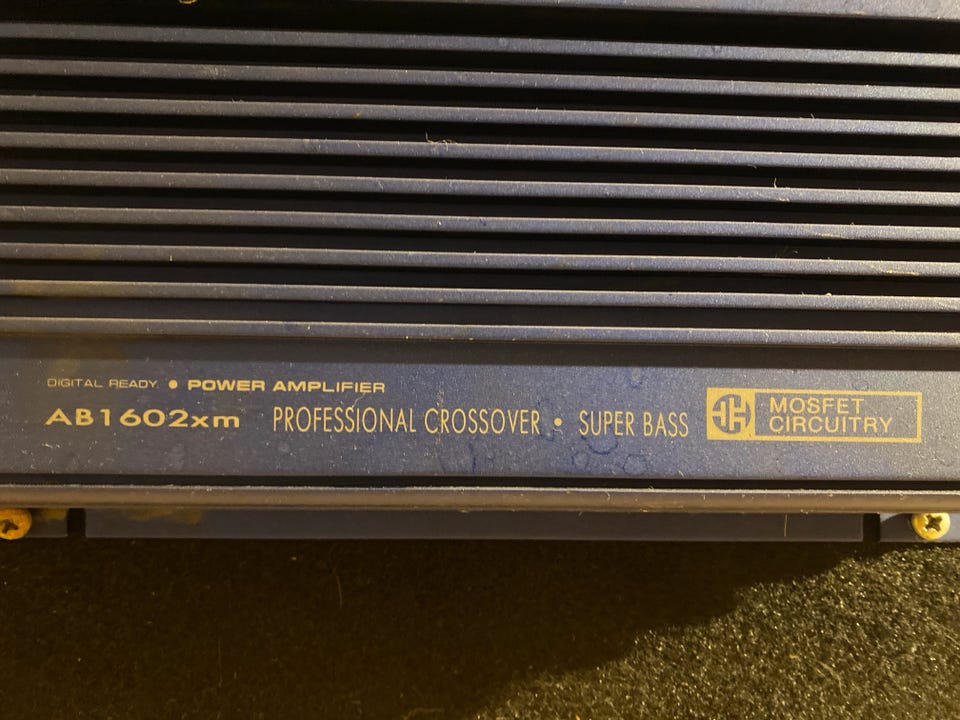 DIGITAL READY. • POWER AMPLIFIER
AB1602xm PROFESSIONAL CROSSOVER • SUPER BASS
MOSFET
CIRCUITRY